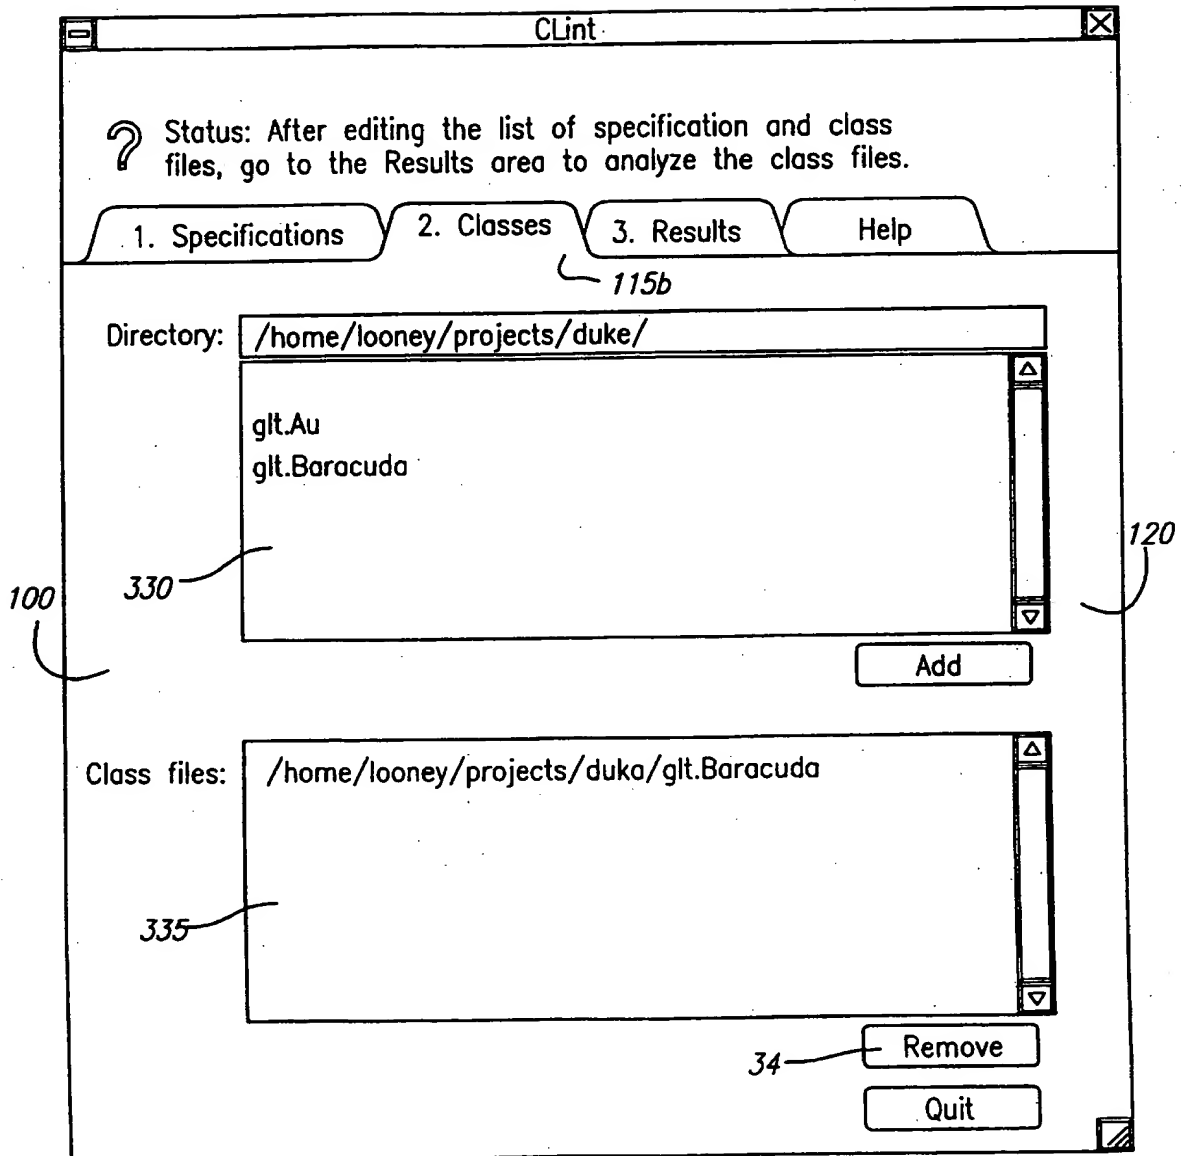 CLint
Status: After editing the list of specification and class
files, go to the Results area to analyze the class files.
1. Specifications
2. Classes
3. Results
Help
115b
Directory:
/home/looney/projects/duke/
glt.Au
glt.Baracuda
330
120
100
Add
Class files:
/home/looney/projects/duka/glt.Baracuda
335
34
Remove
Quit